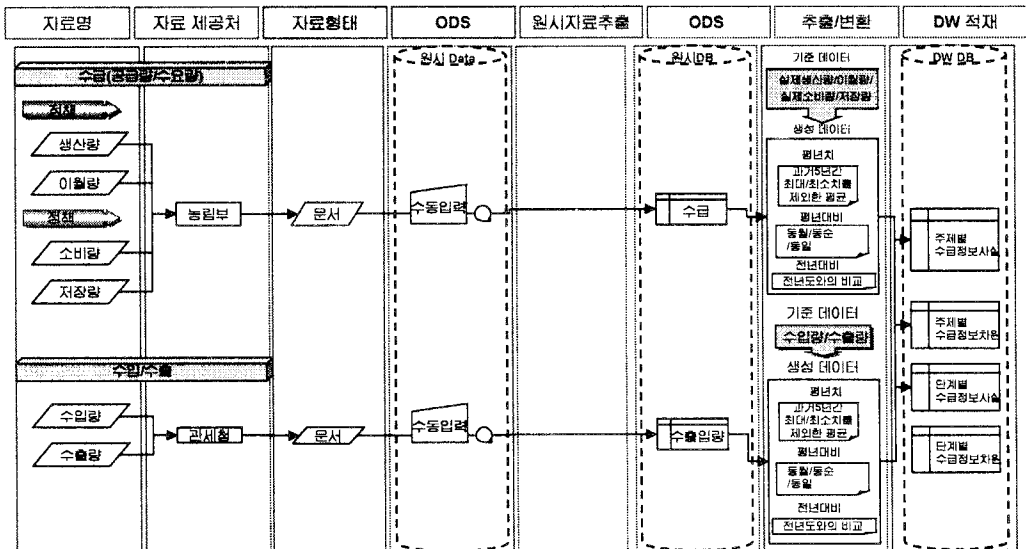 자료명
자료 제공처
자료형태
ODS
원시자료추출
ODS
추출/변환
DW 적재
수급(공급량/수요량)
정책
생산량
이월량
정책
소비량
저장량
농림부
문서
원시 Data
수동입력
원시DB
수급
기준 데이터
실제생산량/이월량/
실제소비량/저장량
생성 데이터
평년치
과거5년간
최대/최소치를
제외한 평균
평년대비
동월/동순
/동일
전년대비
전년도와의 비교
DW DB
주제별
수급정보사실
주제별
수급정보차원
단계별
수급정보사실
단계별
수급정보차원
수입/수출
수입량
수출량
관세청
문서
수동입력
수출입량
기준 데이터
수입량/수출량
생성 데이터
평년치
과거5년간
최대/최소치를
제외한 평균
평년대비
동월/동순
/동일
전년대비
전년도와의 비교